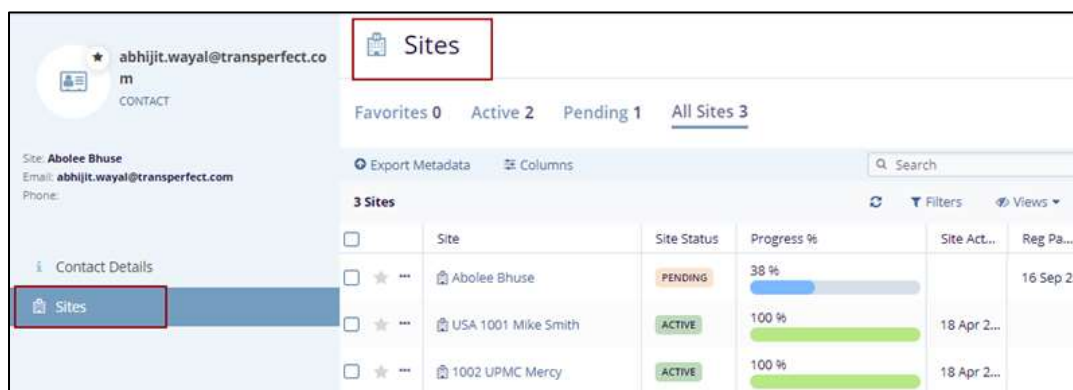 abhijit.wayal@transperfect.co
m
CONTACT
Site: Abolee Bhuse
Email: abhijit.wayal@transperfect.com
Phone:
Contact Details
Sites
Sites
Favorites 0 Active 2 Pending 1 All Sites 3
Export Metadata Columns Search
3 Sites Filters Views
Site Site Status Progress % Site Act... Reg Pa...
Abolee Bhuse PENDING 38 % 16 Sep 2
USA 1001 Mike Smith ACTIVE 100 % 18 Apr 2...
1002 UPMC Mercy ACTIVE 100 % 18 Apr 2...